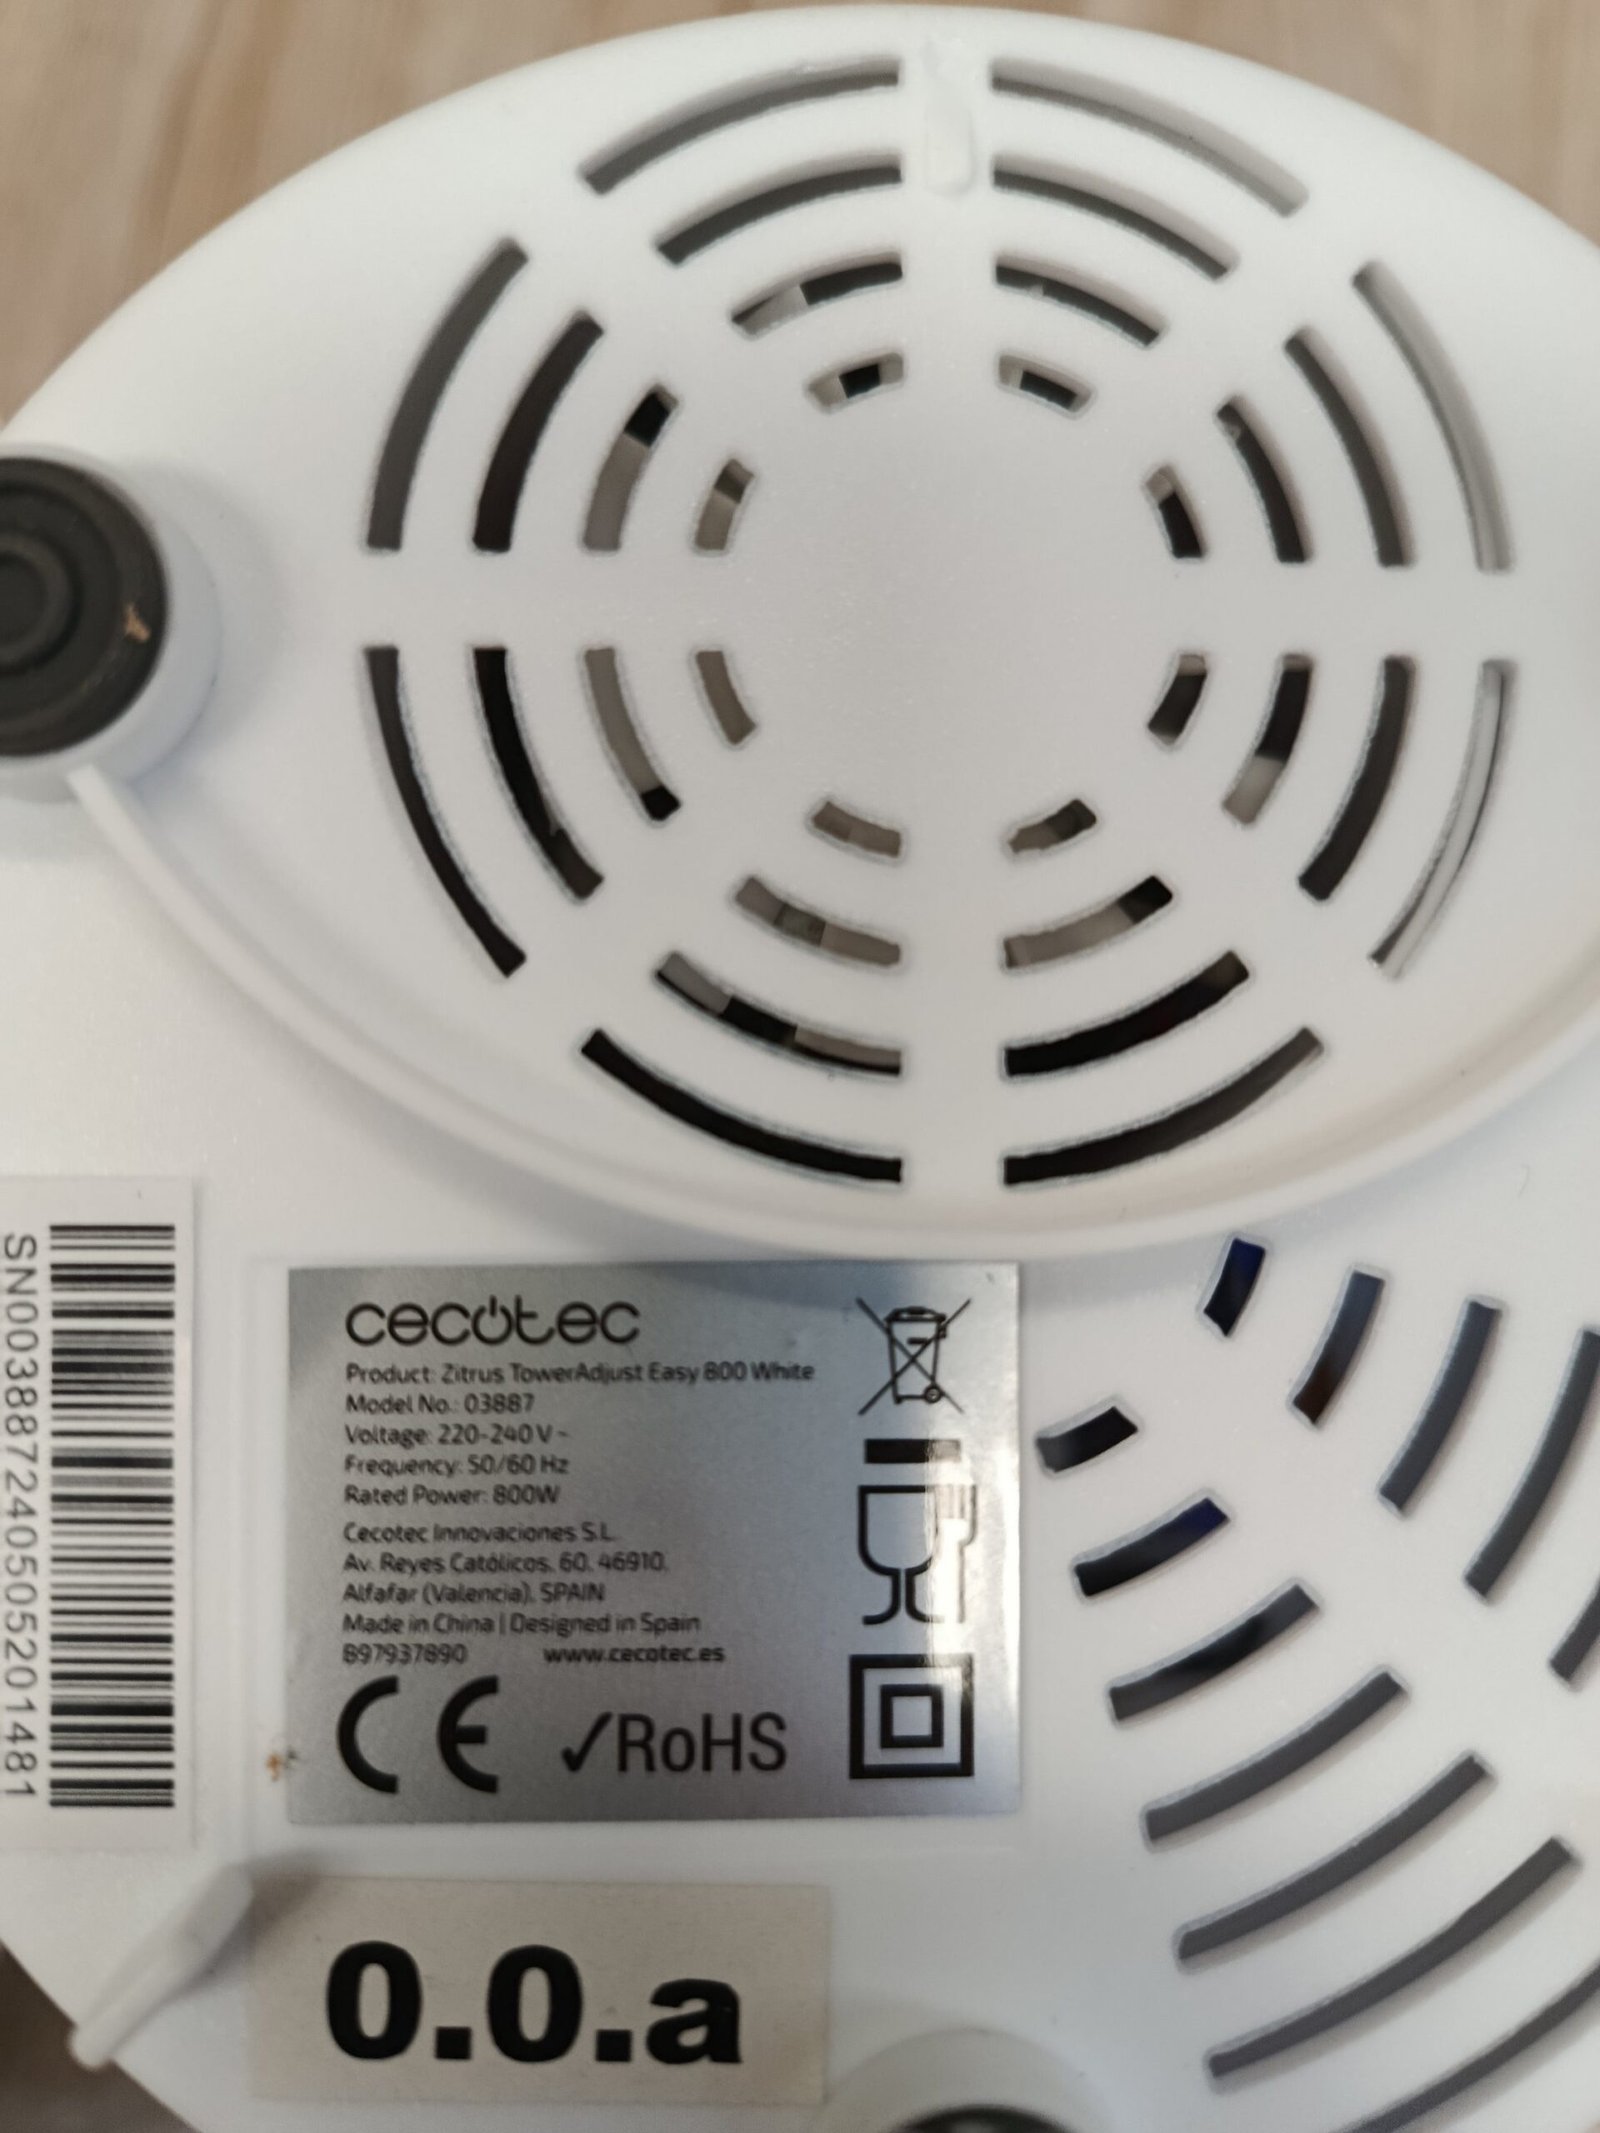 SN0038872405052014​81
cecotec
Product: Zitrus TowerAdjust Easy 800 White
Model No.: 03887
Voltage: 220-240 V ~
Frequency: 50/60 Hz
Rated Power: 800W
Cecotec Innovaciones S.L.
Av. Reyes Católicos, 60, 46910,
Alfafar (Valencia), SPAIN
Made in China | Designed in Spain
B97937890 www.cecotec.es
CE ✓RoHS
0.0.a